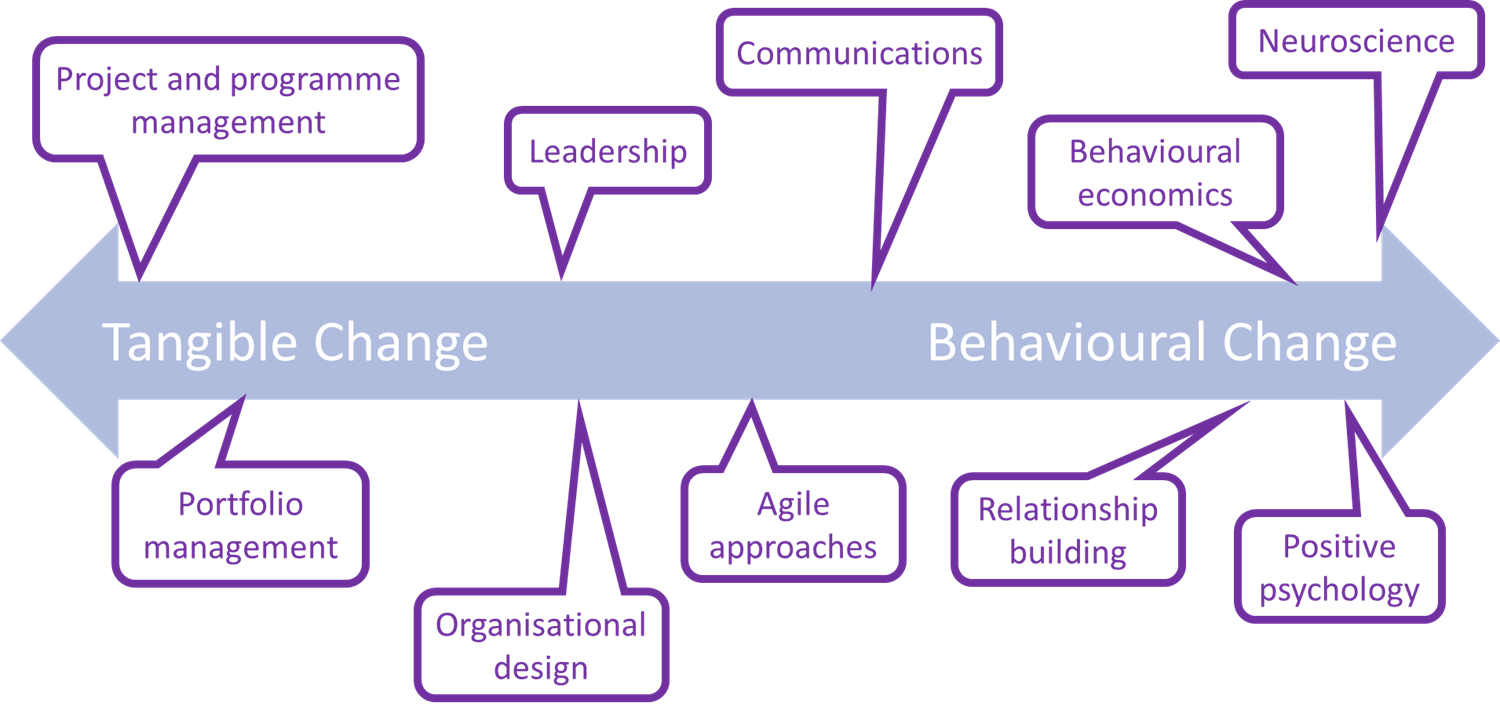 Project and programme
management
Leadership
Communications
Behavioural
economics
Neuroscience
Tangible Change
Behavioural Change
Portfolio
management
Organisational
design
Agile
approaches
Relationship
building
Positive
psychology